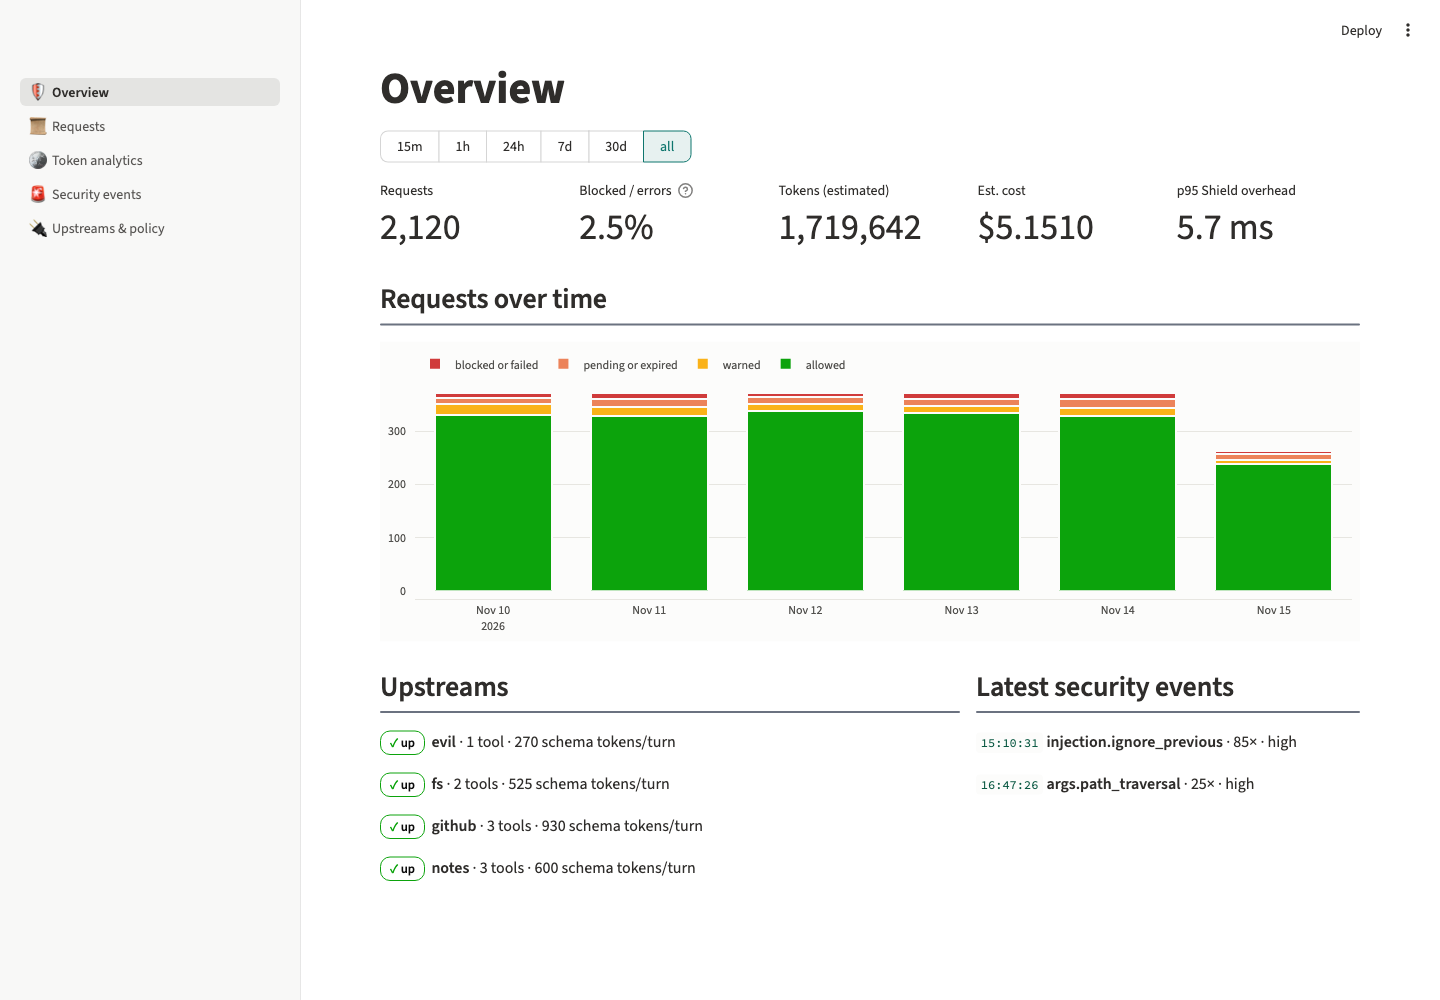 Deploy
Overview
Requests
Token analytics
Security events
Upstreams & policy
Overview
15m 1h 24h 7d 30d all
Requests Blocked / errors Tokens (estimated) Est. cost p95 Shield overhead
2,120 2.5% 1,719,642 $5.1510 5.7 ms
Requests over time
blocked or failed pending or expired warned allowed
300
200
100
0
Nov 10 Nov 11 Nov 12 Nov 13 Nov 14 Nov 15
2026
Upstreams
✓ up evil · 1 tool · 270 schema tokens/turn
✓ up fs · 2 tools · 525 schema tokens/turn
✓ up github · 3 tools · 930 schema tokens/turn
✓ up notes · 3 tools · 600 schema tokens/turn
Latest security events
15:10:31 injection.ignore_previous · 85× · high
16:47:26 args.path_traversal · 25× · high